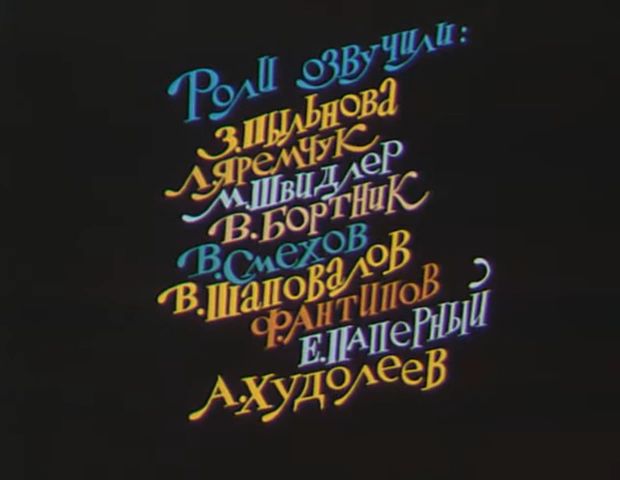 Роли озвучили:
З.Пыльнова
Л.Яремчук
М.Швидлер
В.Бортник
В.Смехов
В.Шаповалов
Ф.Антипов
Е.Паперный
А.Худолеев